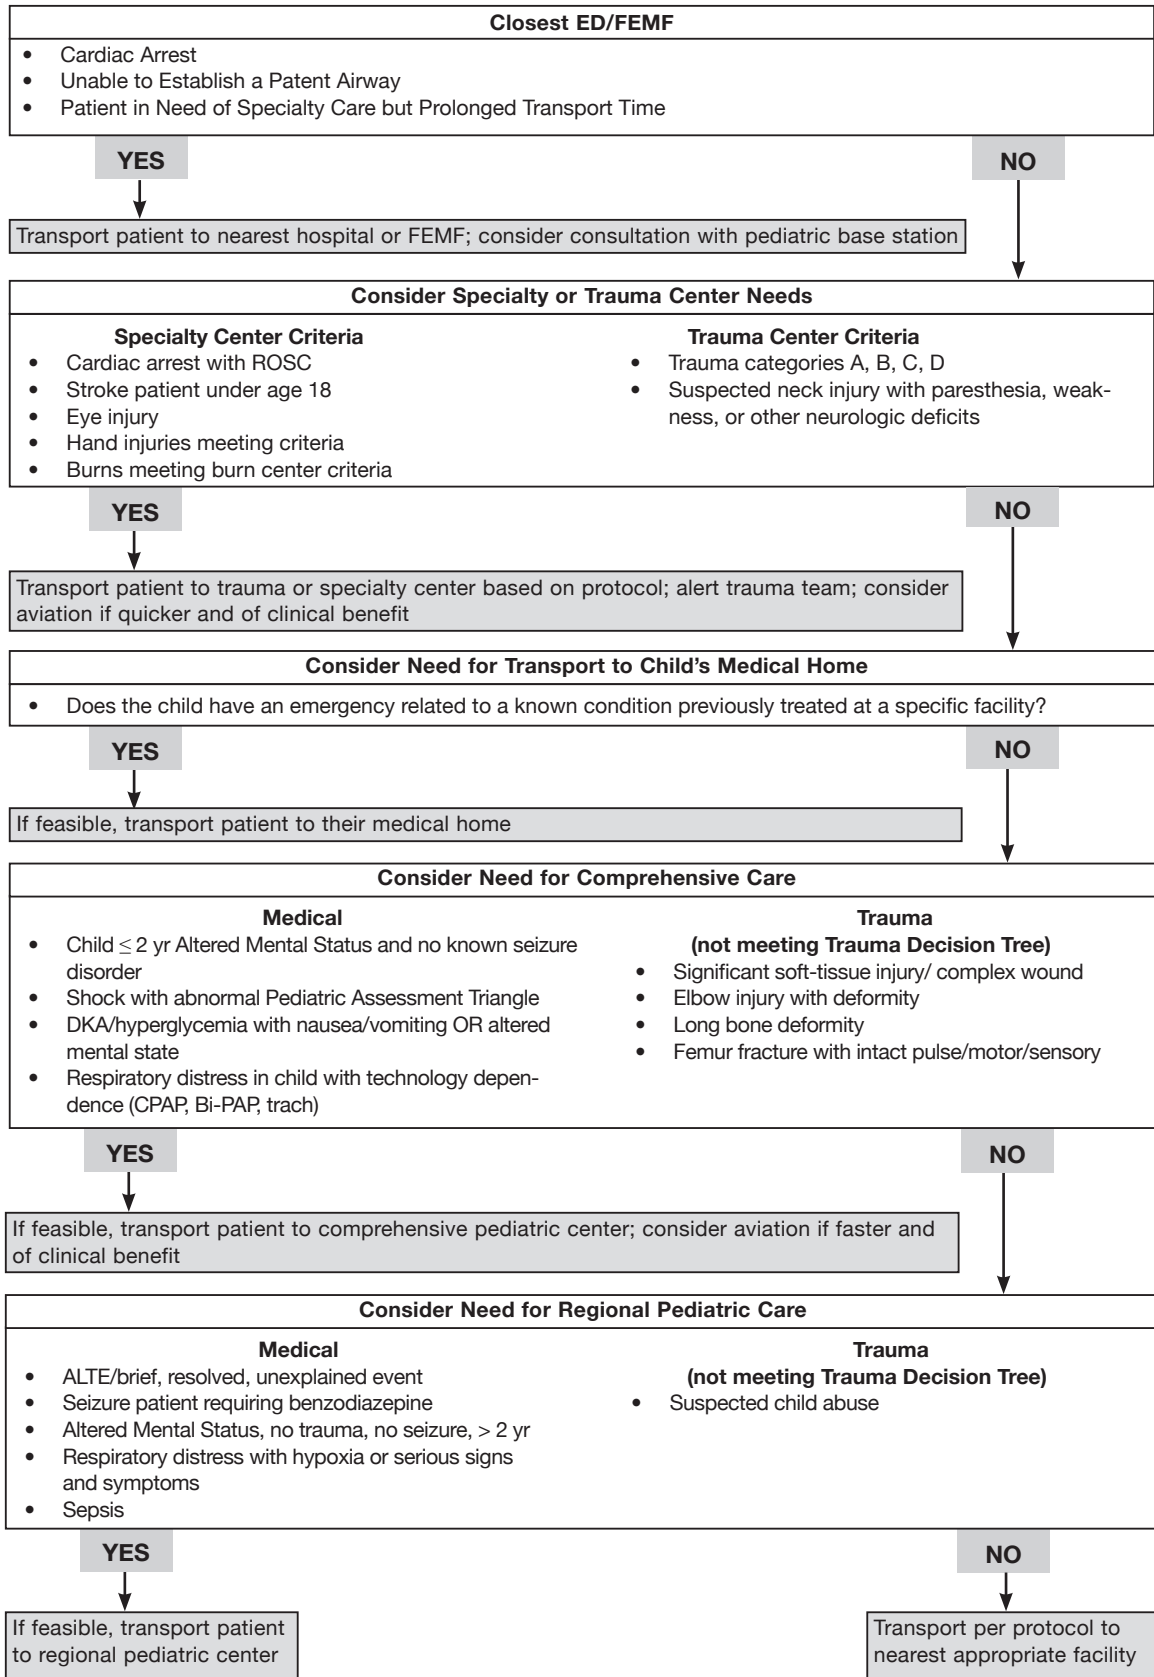 Closest ED/FEMF
• Cardiac Arrest
• Unable to Establish a Patent Airway
• Patient in Need of Specialty Care but Prolonged Transport Time
YES
NO
Transport patient to nearest hospital or FEMF; consider consultation with pediatric base station
Consider Specialty or Trauma Center Needs
Specialty Center Criteria
• Cardiac arrest with ROSC
• Stroke patient under age 18
• Eye injury
• Hand injuries meeting criteria
• Burns meeting burn center criteria
Trauma Center Criteria
• Trauma categories A, B, C, D
• Suspected neck injury with paresthesia, weak-
ness, or other neurologic deficits
YES
NO
Transport patient to trauma or specialty center based on protocol; alert trauma team; consider
aviation if quicker and of clinical benefit
Consider Need for Transport to Child's Medical Home
• Does the child have an emergency related to a known condition previously treated at a specific facility?
YES
NO
If feasible, transport patient to their medical home
Consider Need for Comprehensive Care
Medical
• Child ≤ 2 yr Altered Mental Status and no known seizure
disorder
• Shock with abnormal Pediatric Assessment Triangle
• DKA/hyperglycemia with nausea/vomiting OR altered
mental state
• Respiratory distress in child with technology depen-
dence (CPAP, Bi-PAP, trach)
Trauma
(not meeting Trauma Decision Tree)
• Significant soft-tissue injury/ complex wound
• Elbow injury with deformity
• Long bone deformity
• Femur fracture with intact pulse/motor/sensory
YES
NO
If feasible, transport patient to comprehensive pediatric center; consider aviation if faster and
of clinical benefit
Consider Need for Regional Pediatric Care
Medical
• ALTE/brief, resolved, unexplained event
• Seizure patient requiring benzodiazepine
• Altered Mental Status, no trauma, no seizure, > 2 yr
• Respiratory distress with hypoxia or serious signs
and symptoms
• Sepsis
Trauma
(not meeting Trauma Decision Tree)
• Suspected child abuse
YES
NO
If feasible, transport patient
to regional pediatric center
Transport per protocol to
nearest appropriate facility